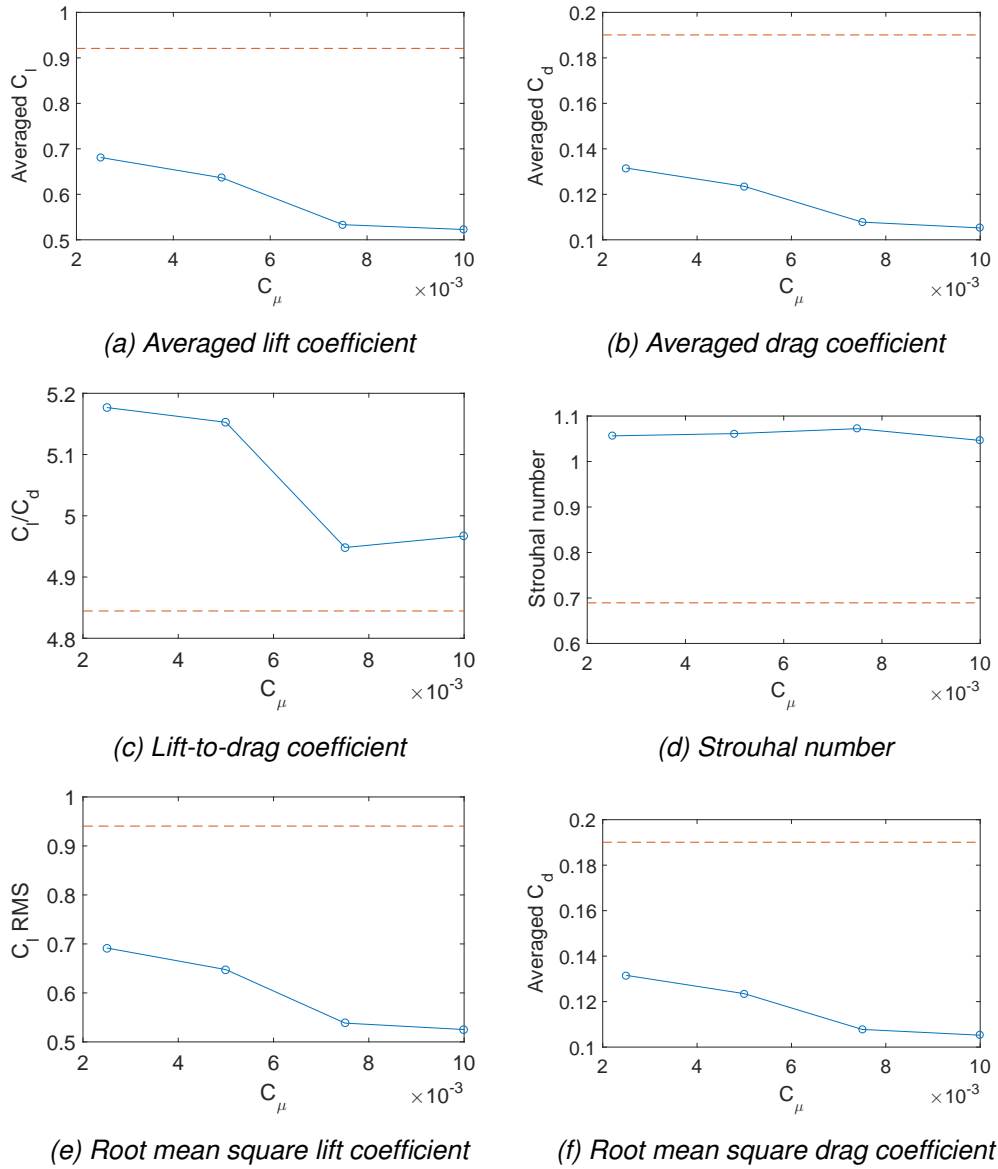 1
0.9
0.8
0.7
0.6
0.5
Averaged C_l
2 4 6 8 10
C_μ ×10^-3
(a) Averaged lift coefficient
0.2
0.18
0.16
0.14
0.12
0.1
Averaged C_d
2 4 6 8 10
C_μ ×10^-3
(b) Averaged drag coefficient
5.2
5.1
5
4.9
4.8
C_l/C_d
2 4 6 8 10
C_μ ×10^-3
(c) Lift-to-drag coefficient
1.1
1
0.9
0.8
0.7
0.6
Strouhal number
2 4 6 8 10
C_μ ×10^-3
(d) Strouhal number
1
0.9
0.8
0.7
0.6
0.5
C_l RMS
2 4 6 8 10
C_μ ×10^-3
(e) Root mean square lift coefficient
0.2
0.18
0.16
0.14
0.12
0.1
Averaged C_d
2 4 6 8 10
C_μ ×10^-3
(f) Root mean square drag coefficient